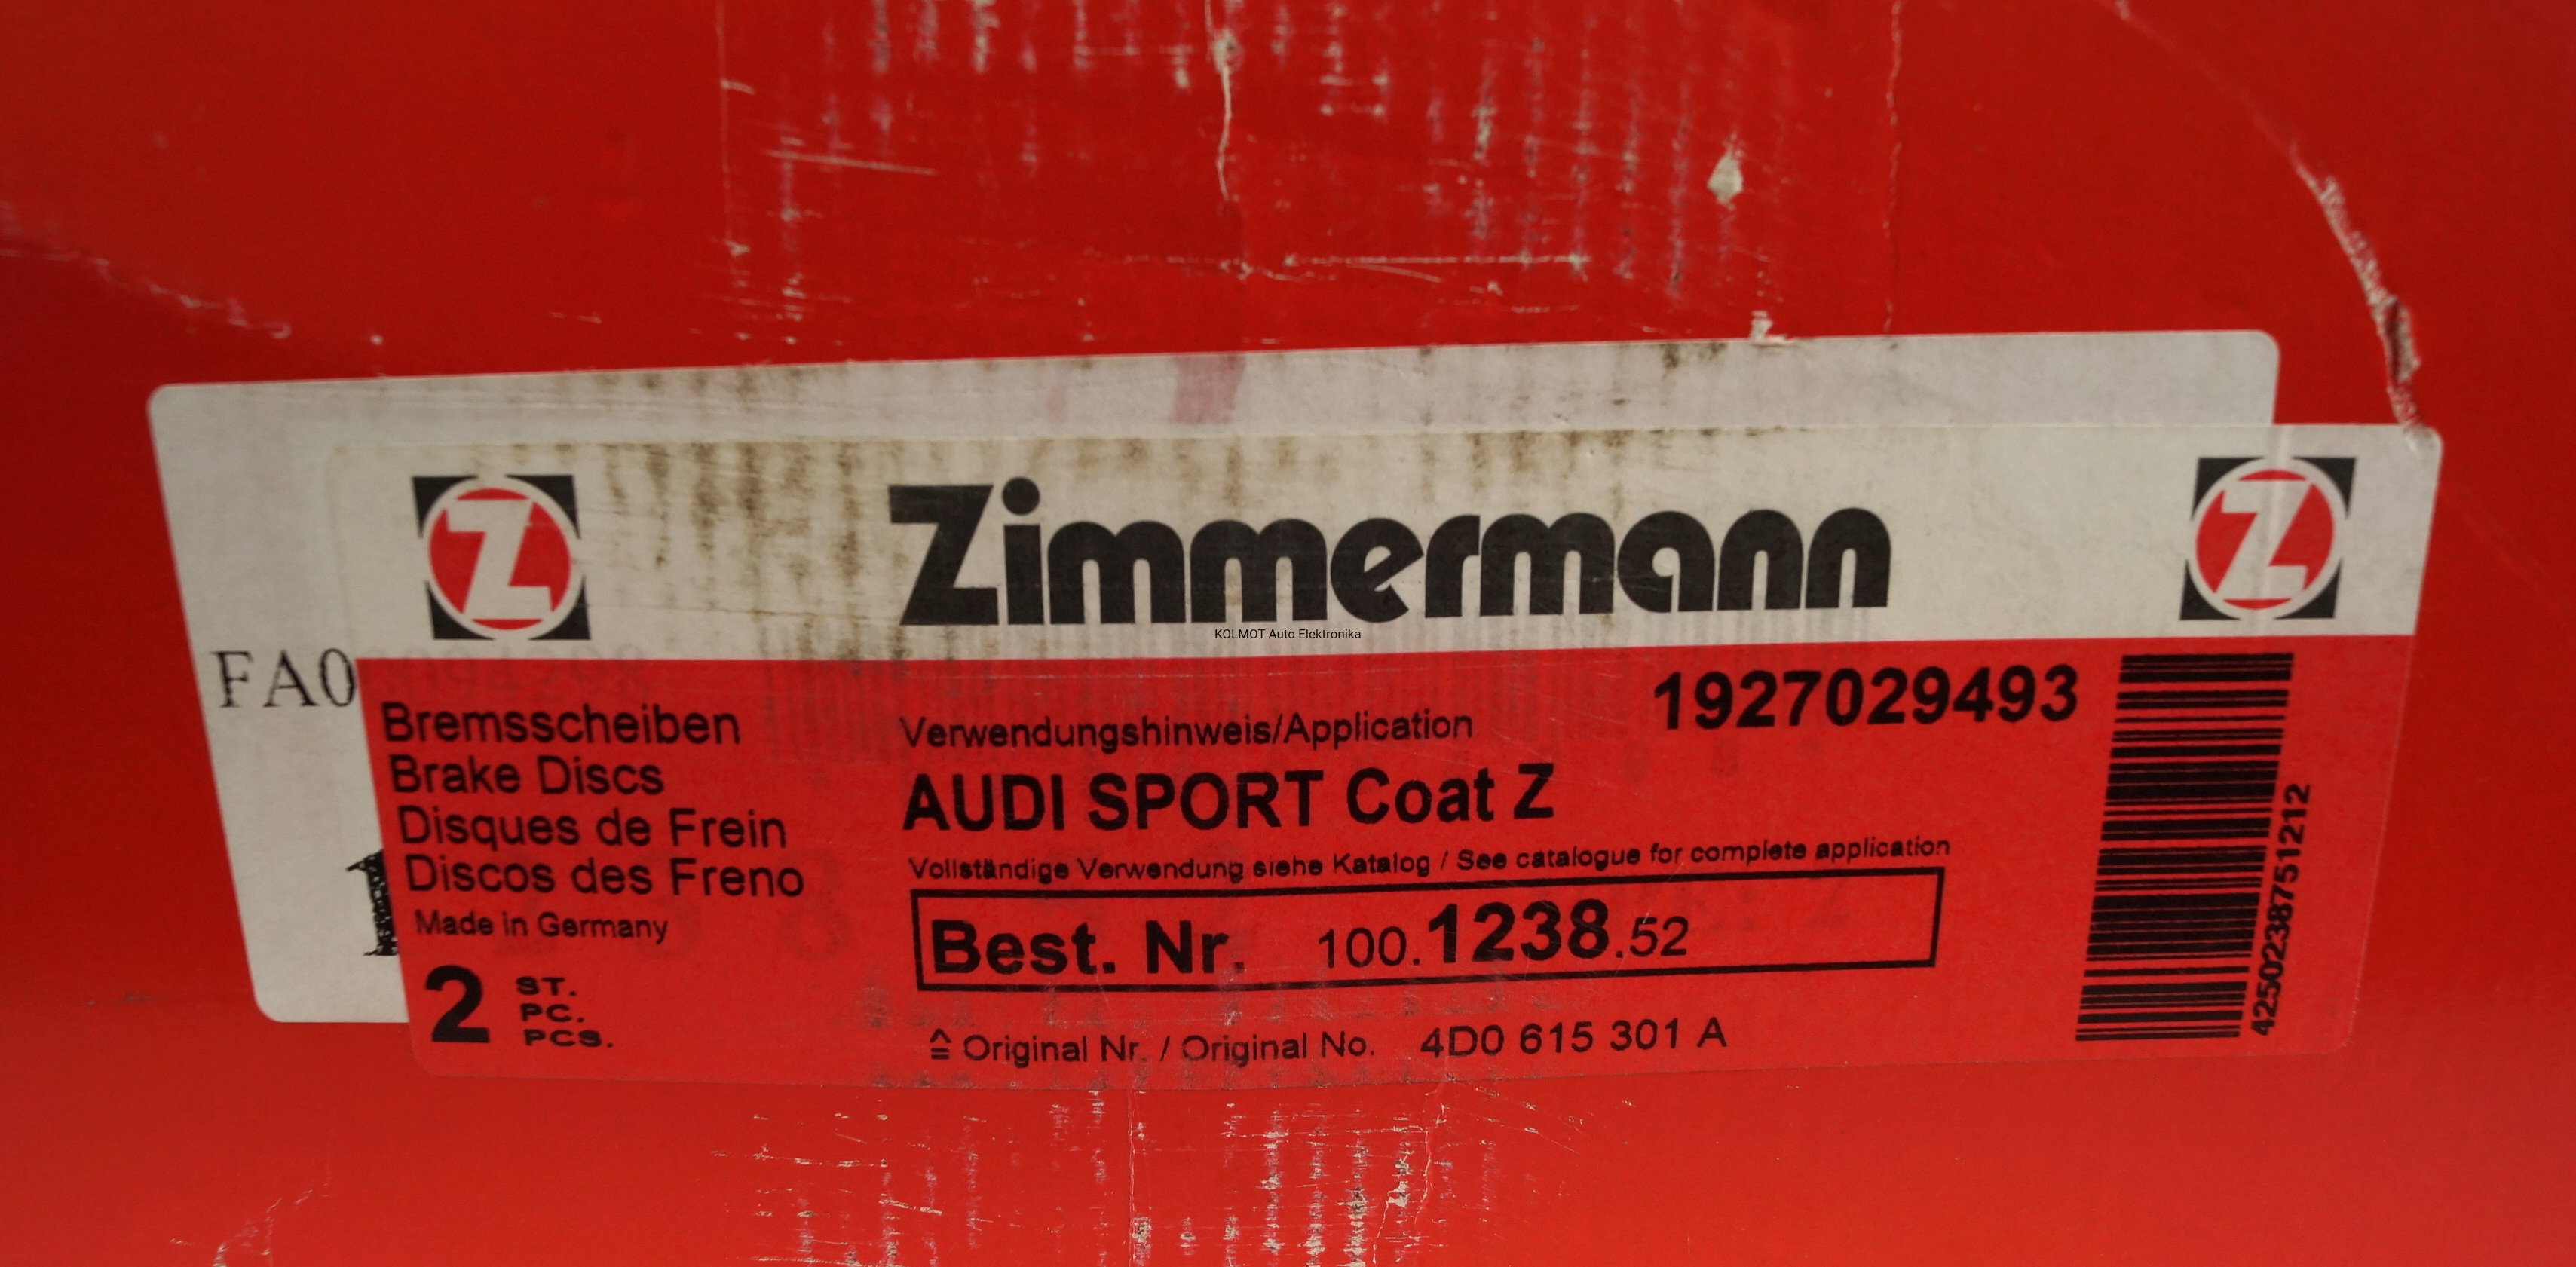 Zimmermann
KOLMOT Auto Elektronika
FA0
1927029493
Bremsscheiben
Brake Discs
Disques de Frein
Discos des Freno
Made in Germany
2 ST.
PC.
PCS.
Verwendungshinweis/Application
AUDI SPORT Coat Z
Vollständige Verwendung siehe Katalog / See catalogue for complete application
Best. Nr. 100.1238.52
≙ Original Nr. / Original No. 4D0 615 301 A
4250238751212